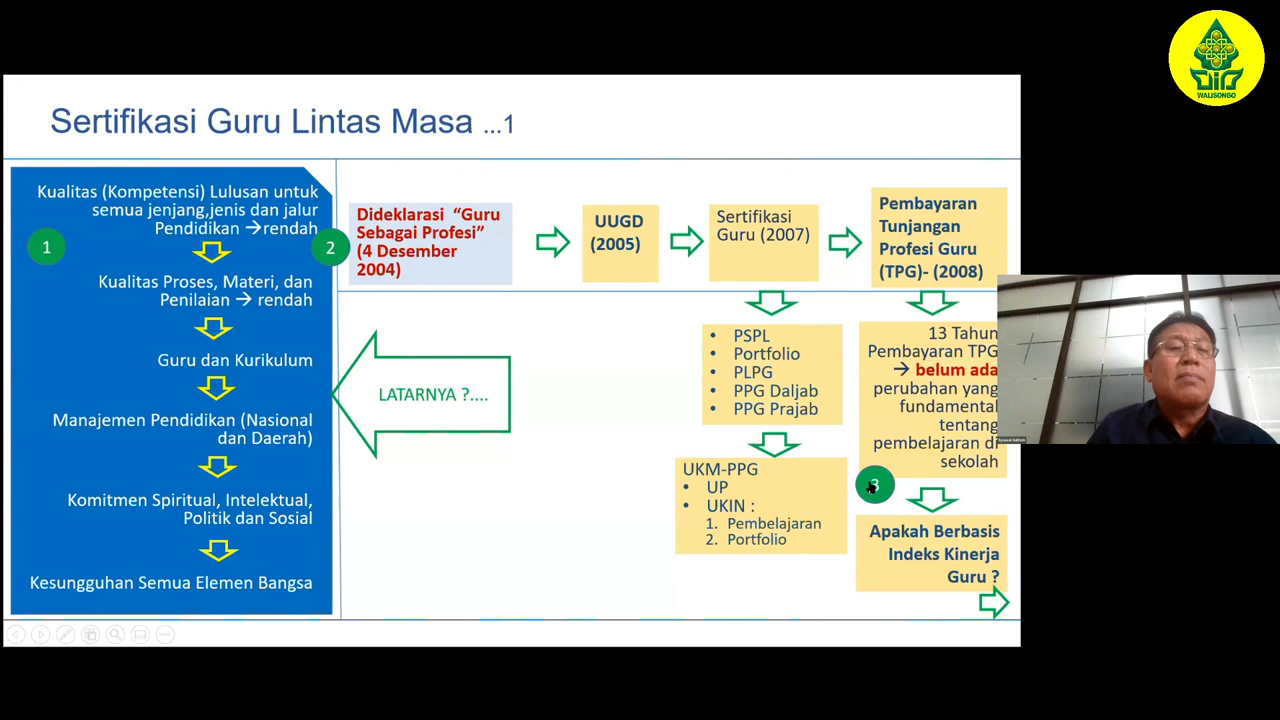 WALISONGO
Sertifikasi Guru Lintas Masa ...1
1
Kualitas (Kompetensi) Lulusan untuk
semua jenjang,jenis dan jalur
Pendidikan →rendah
Kualitas Proses, Materi, dan
Penilaian → rendah
Guru dan Kurikulum
Manajemen Pendidikan (Nasional
dan Daerah)
Komitmen Spiritual, Intelektual,
Politik dan Sosial
Kesungguhan Semua Elemen Bangsa
2
Dideklarasi “Guru
Sebagai Profesi”
(4 Desember
2004)
UUGD
(2005)
Sertifikasi
Guru (2007)
Pembayaran
Tunjangan
Profesi Guru
(TPG)- (2008)
LATARNYA ?....
• PSPL
• Portfolio
• PLPG
• PPG Daljab
• PPG Prajab
UKM-PPG
• UP
• UKIN :
1. Pembelajaran
2. Portfolio
13 Tahun
Pembayaran TPG
→ belum ada
perubahan yang
fundamental
tentang
pembelajaran di
sekolah
3
Apakah Berbasis
Indeks Kinerja
Guru ?